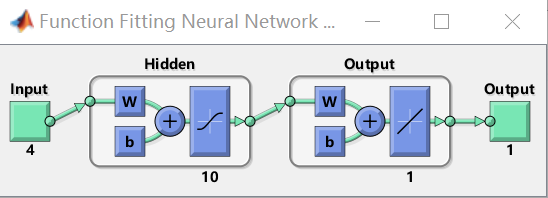 Function Fitting Neural Network ...
Hidden
Output
Input
Output
W
W
b
b
4
10
1
1